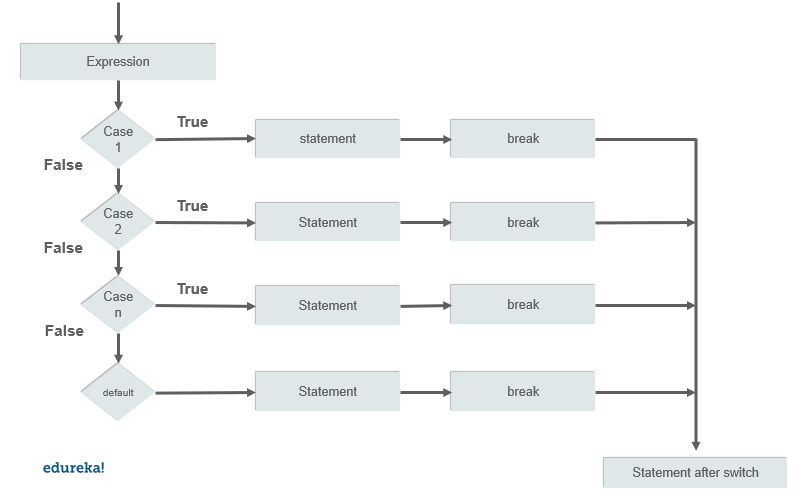 Expression
Case
1
True
statement
break
False
Case
2
True
Statement
break
False
Case
n
True
Statement
break
False
default
Statement
break
edureka!
Statement after switch